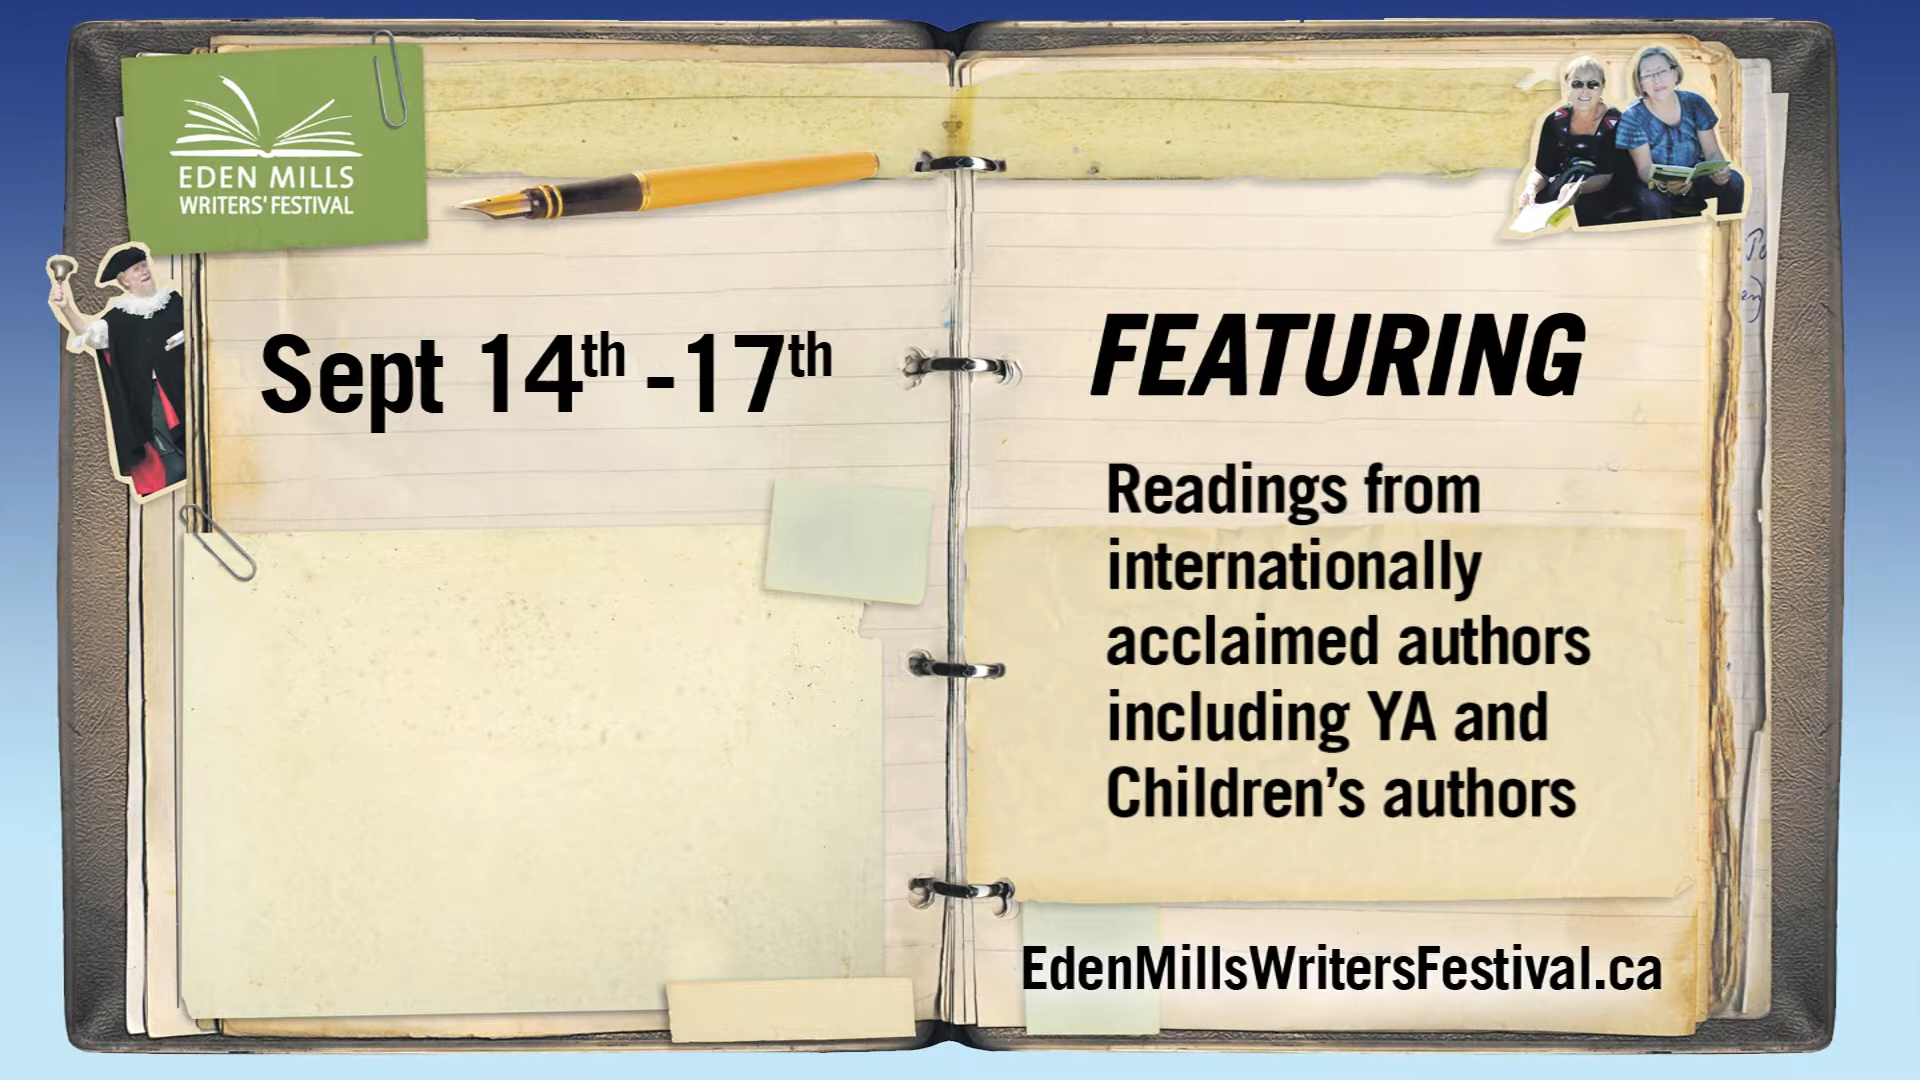 EDEN MILLS
WRITERS' FESTIVAL
Sept 14th -17th
FEATURING
Readings from
internationally
acclaimed authors
including YA and
Children’s authors
EdenMillsWritersFestival.ca